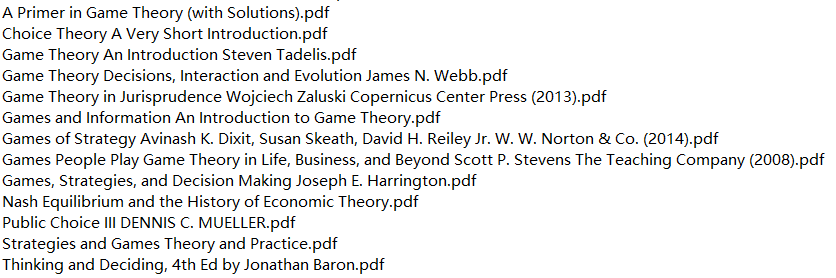 A Primer in Game Theory (with Solutions).pdf
Choice Theory A Very Short Introduction.pdf
Game Theory An Introduction Steven Tadelis.pdf
Game Theory Decisions, Interaction and Evolution James N. Webb.pdf
Game Theory in Jurisprudence Wojciech Zaluski Copernicus Center Press (2013).pdf
Games and Information An Introduction to Game Theory.pdf
Games of Strategy Avinash K. Dixit, Susan Skeath, David H. Reiley Jr. W. W. Norton & Co. (2014).pdf
Games People Play Game Theory in Life, Business, and Beyond Scott P. Stevens The Teaching Company (2008).pdf
Games, Strategies, and Decision Making Joseph E. Harrington.pdf
Nash Equilibrium and the History of Economic Theory.pdf
Public Choice III DENNIS C. MUELLER.pdf
Strategies and Games Theory and Practice.pdf
Thinking and Deciding, 4th Ed by Jonathan Baron.pdf